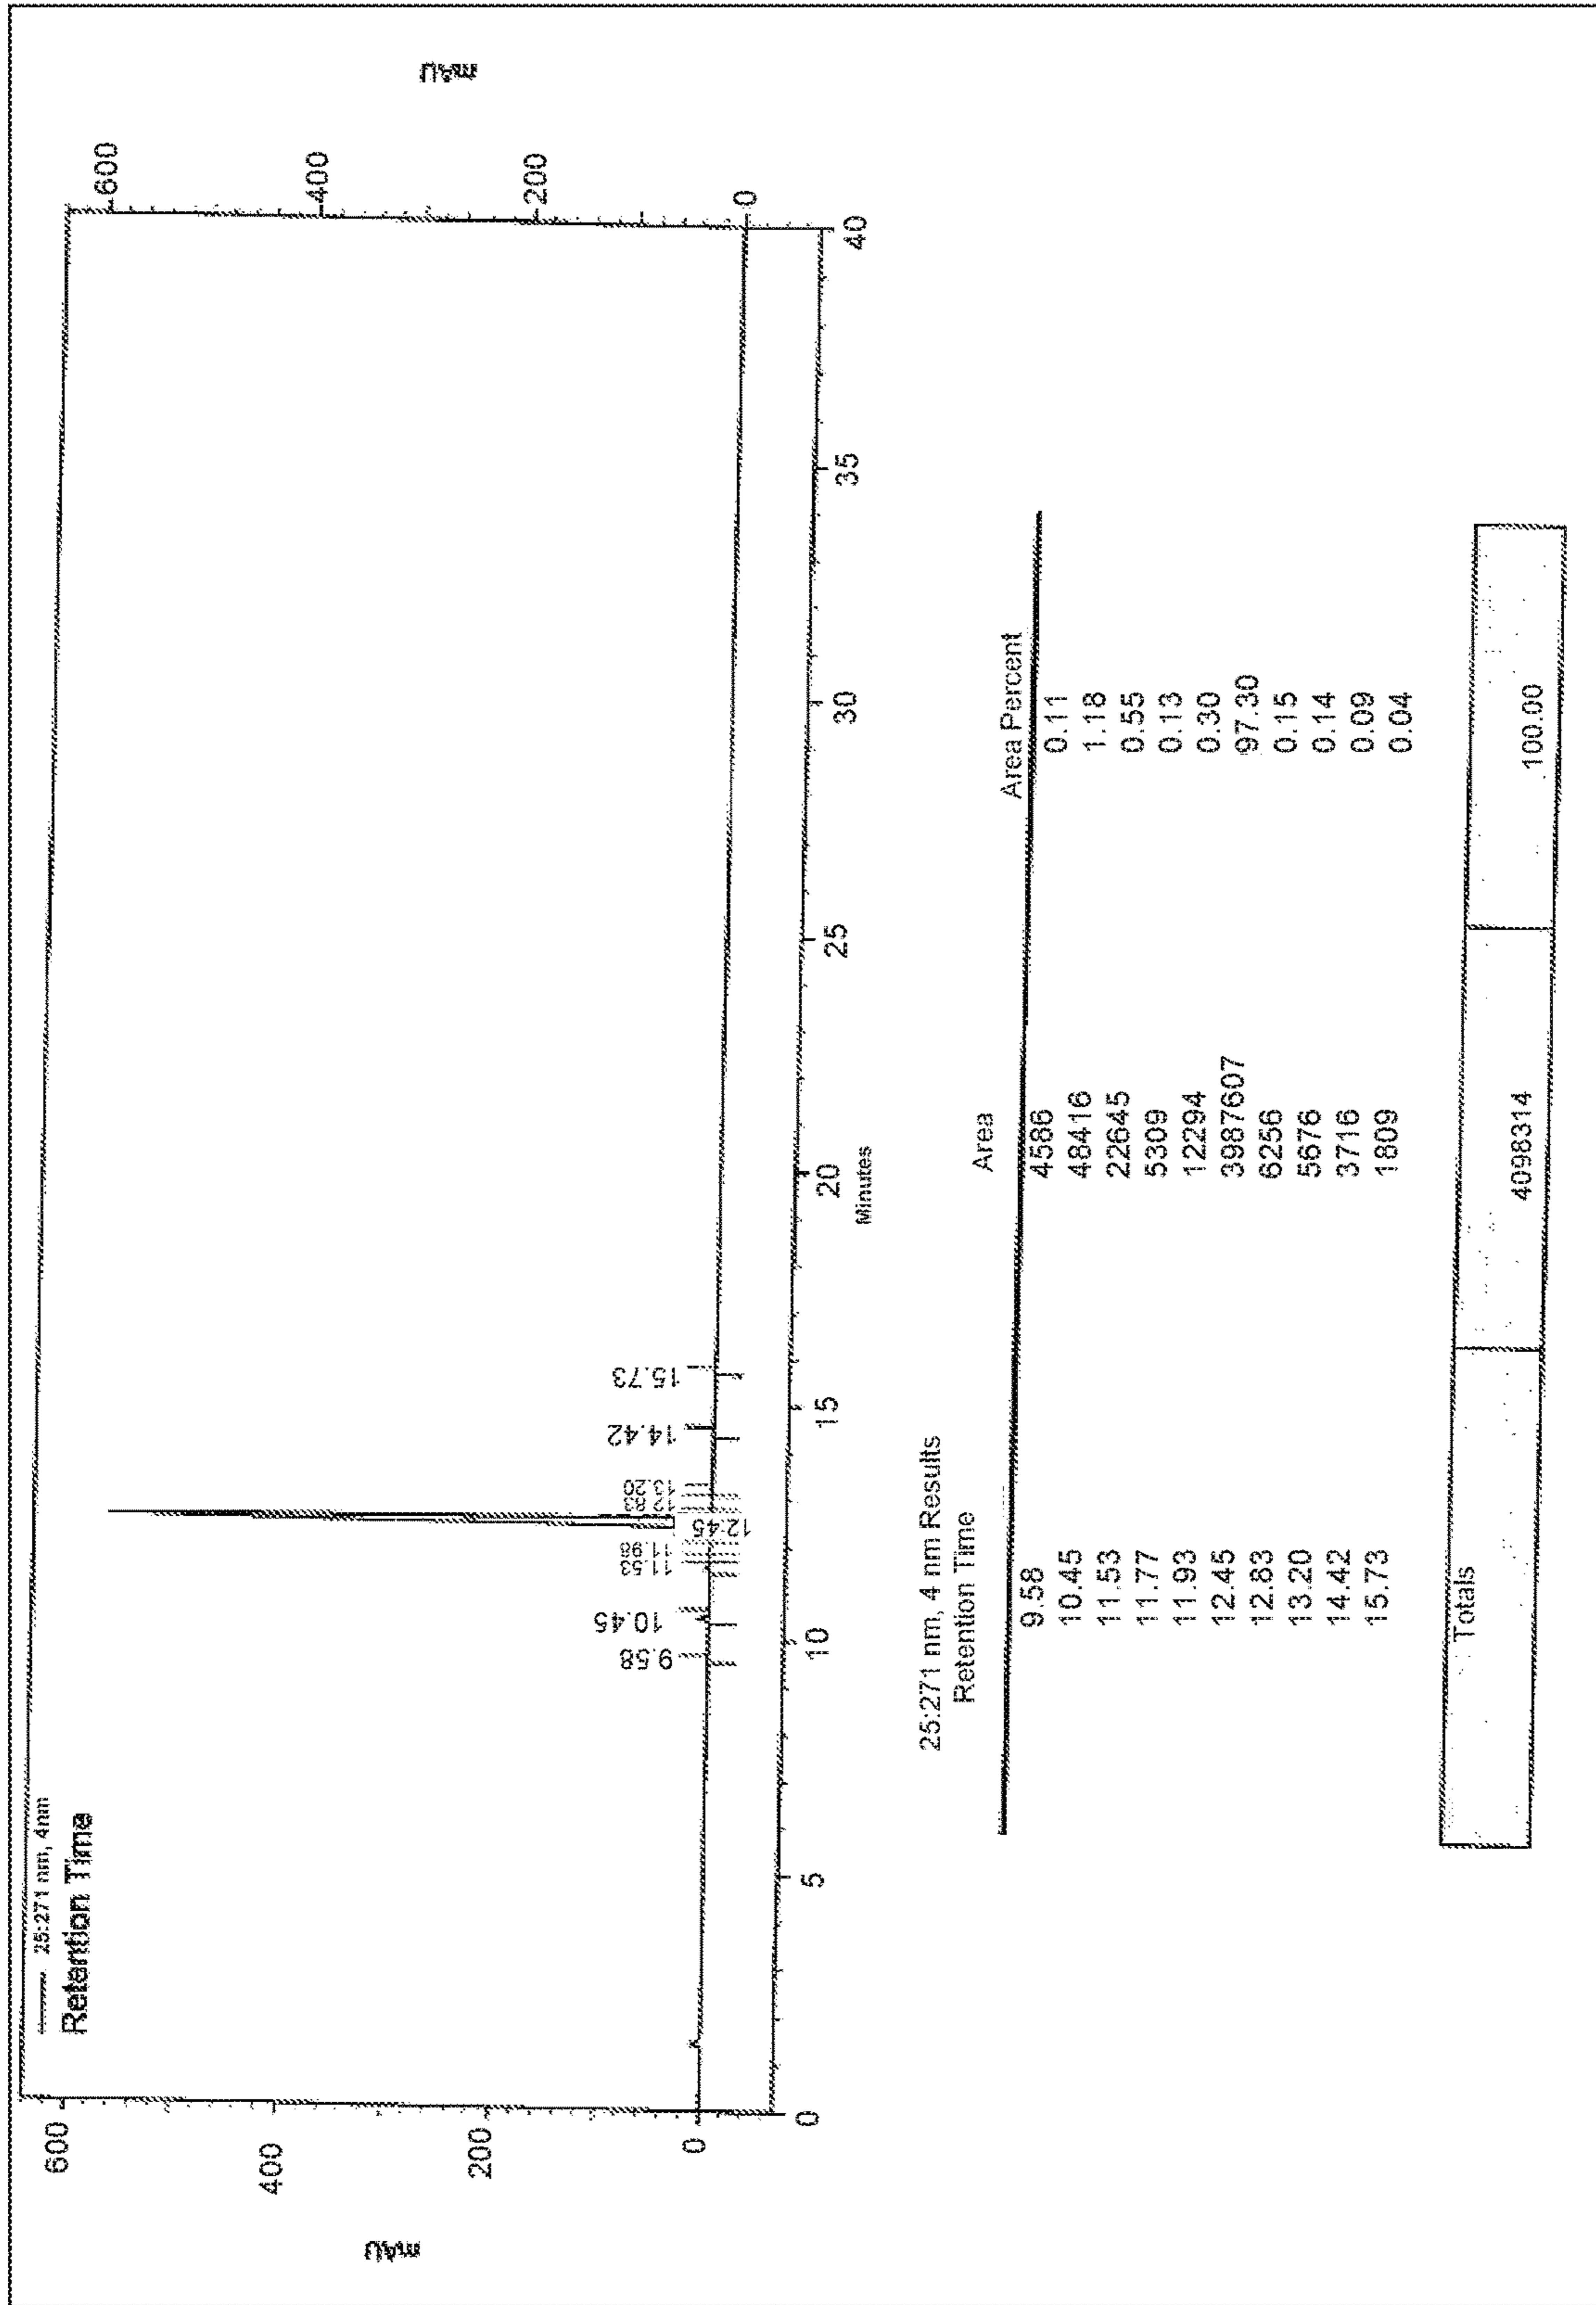 25:271 nm, 4nm
Retention Time
mAU
600
400
200
0
mAU
600
400
200
0
9.58
10.45
11.53
12.45
12.83
13.20
14.42
15.73
0
5
10
15
20
25
30
35
40
Minutes
25:271 nm, 4 nm Results
Retention Time Area Area Percent
9.58 4586 0.11
10.45 48416 1.18
11.53 22645 0.55
11.77 5309 0.13
11.93 12294 0.30
12.45 3987607 97.30
12.83 6256 0.15
13.20 5676 0.14
14.42 3716 0.09
15.73 1809 0.04
Totals 4098314 100.00